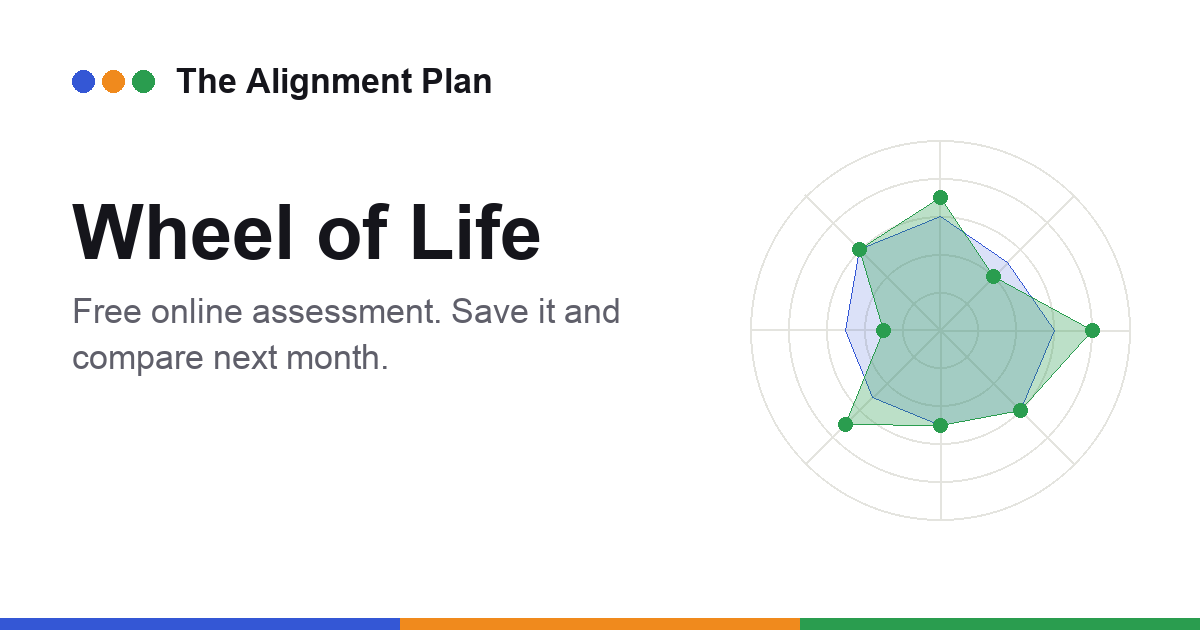 The Alignment Plan
Wheel of Life
Free online assessment. Save it and
compare next month.